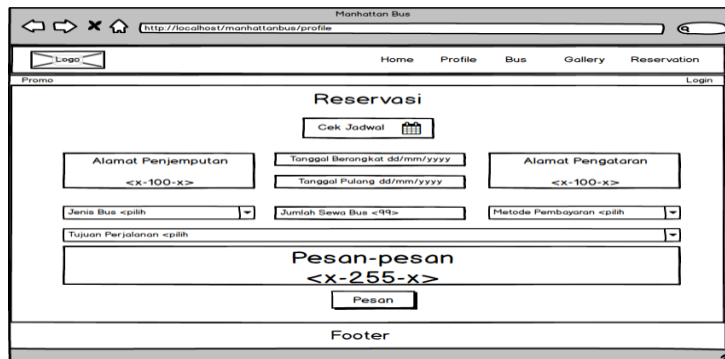 Manhattan Bus
http://localhost/manhattanbus/profile
Logo Home Profile Bus Gallery Reservation
Promo Login
Reservasi
Cek Jadwal
Alamat Penjemputan
<x-100-x>
Tanggal Berangkat dd/mm/yyyy
Tanggal Pulang dd/mm/yyyy
Alamat Pengataran
<x-100-x>
Jenis Bus <pilih Jumlah Sewa Bus <99> Metode Pembayaran <pilih
Tujuan Perjalanan <pilih
Pesan-pesan
<x-255-x>
Pesan
Footer